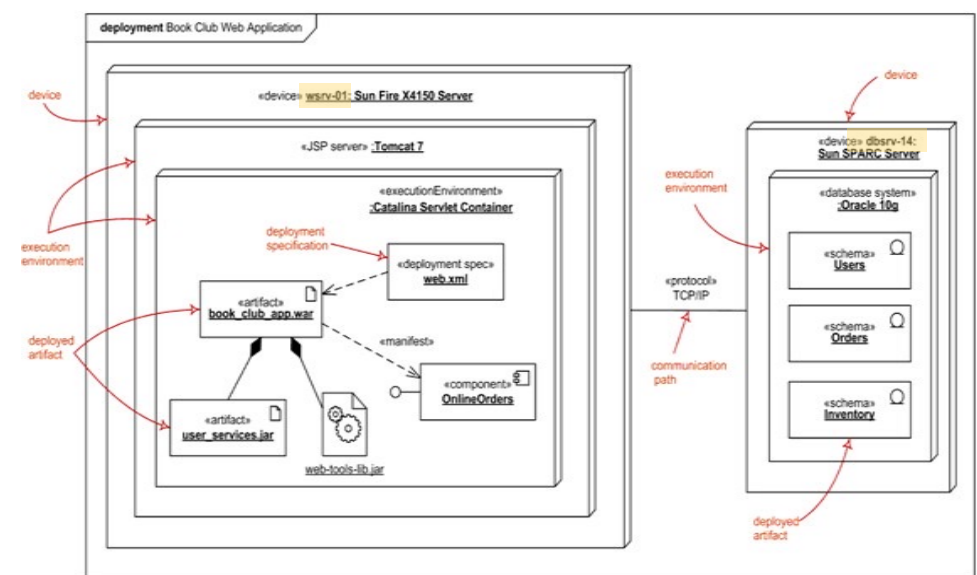 deployment Book Club Web Application
device
«device» wsrv-01: Sun Fire X4150 Server
«JSP server» :Tomcat 7
«executionEnvironment»
:Catalina Servlet Container
deployment
specification
«deployment spec»
web.xml
execution
environment
«artifact»
book_club_app.war
«manifest»
deployed
artifact
«component»
OnlineOrders
«artifact»
user_services.jar
web-tools-lib.jar
«protocol»
TCP/IP
communication
path
device
«device» dbsrv-14:
Sun SPARC Server
execution
environment
«database system»
:Oracle 10g
«schema»
Users
«schema»
Orders
«schema»
Inventory
deployed
artifact